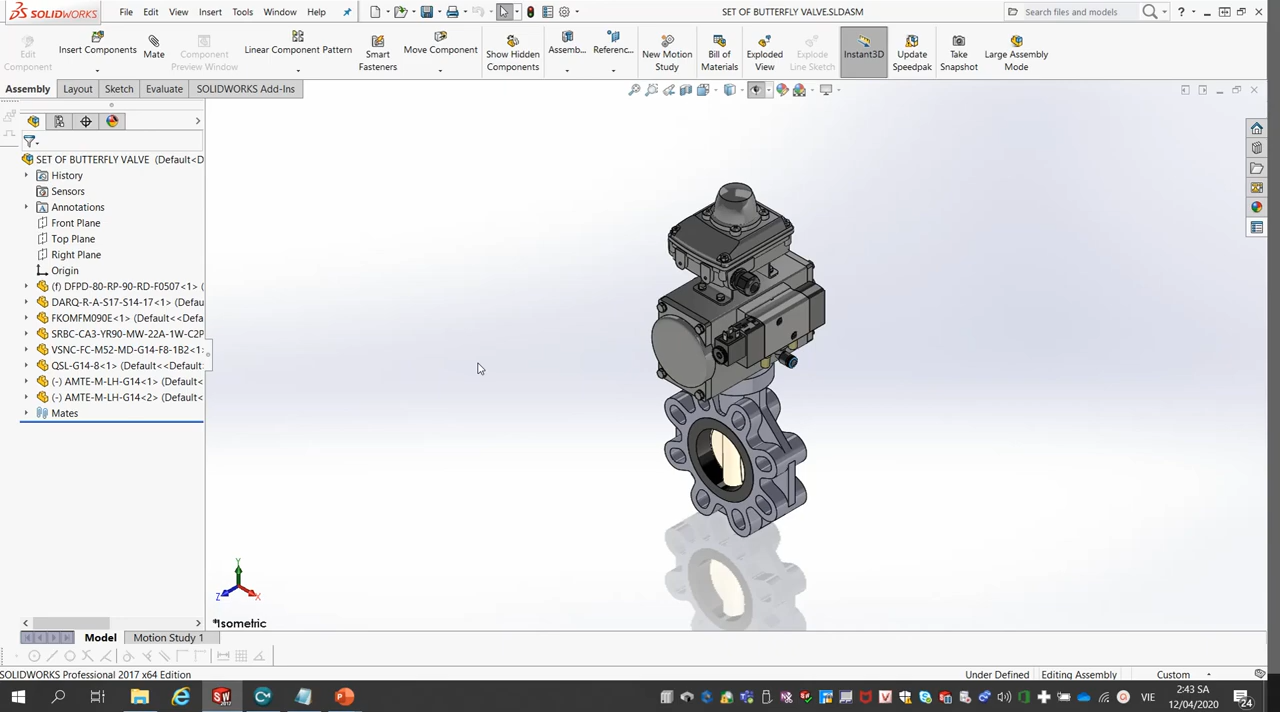 SOLIDWORKS
File Edit View Insert Tools Window Help
SET OF BUTTERFLY VALVE.SLDASM
Search files and models
Edit Component
Insert Components
Mate
Component Preview Window
Linear Component Pattern
Smart Fasteners
Move Component
Show Hidden Components
Assemb...
Referenc...
New Motion Study
Bill of Materials
Exploded View
Explode Line Sketch
Instant3D
Update Speedpak
Take Snapshot
Large Assembly Mode
Assembly Layout Sketch Evaluate SOLIDWORKS Add-Ins
SET OF BUTTERFLY VALVE (Default<D
History
Sensors
Annotations
Front Plane
Top Plane
Right Plane
Origin
(f) DFPD-80-RP-90-RD-F0507<1> (
DARQ-R-A-S17-S14-17<1> (Defau
FKOMFM090E<1> (Default<<Defau
SRBC-CA3-YR90-MW-22A-1W-C2P
VSNC-FC-M52-MD-G14-F8-1B2<1>
QSL-G14-8<1> (Default<<Default
(-) AMTE-M-LH-G14<1> (Default<
(-) AMTE-M-LH-G14<2> (Default<
Mates
Y
Z X
*Isometric
Model Motion Study 1
SOLIDWORKS Professional 2017 x64 Edition
Under Defined Editing Assembly Custom
VIE
2:43 SA
12/04/2020
24